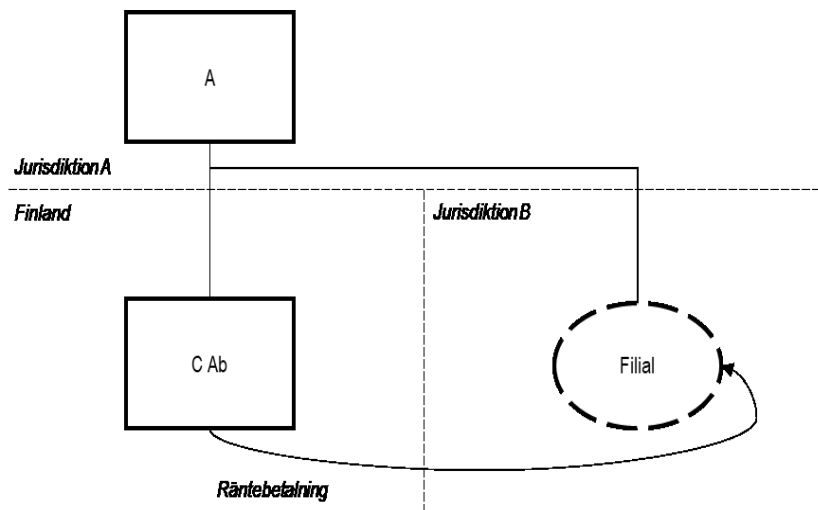 A
Jurisdiktion A
Finland
Jurisdiktion B
C Ab
Filial
Räntebetalning